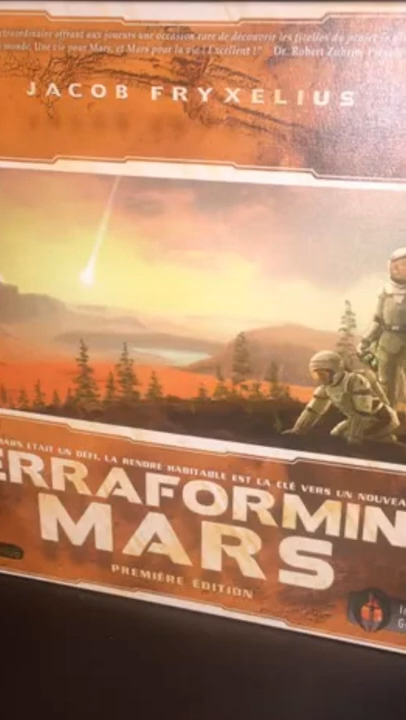 extraordinaire offrant aux joueurs une occasion rare de découvrir les ficelles du projet
monde. Une vie pour Mars, et Mars pour la vie ! Excellent !" Dr. Robert Zubrin
JACOB FRYXELIUS
MARS ÉTAIT UN DÉFI. LA RENDRE HABITABLE EST LA CLÉ VERS UN NOUVEA
ERRAFORMIN
MARS
PREMIÈRE ÉDITION